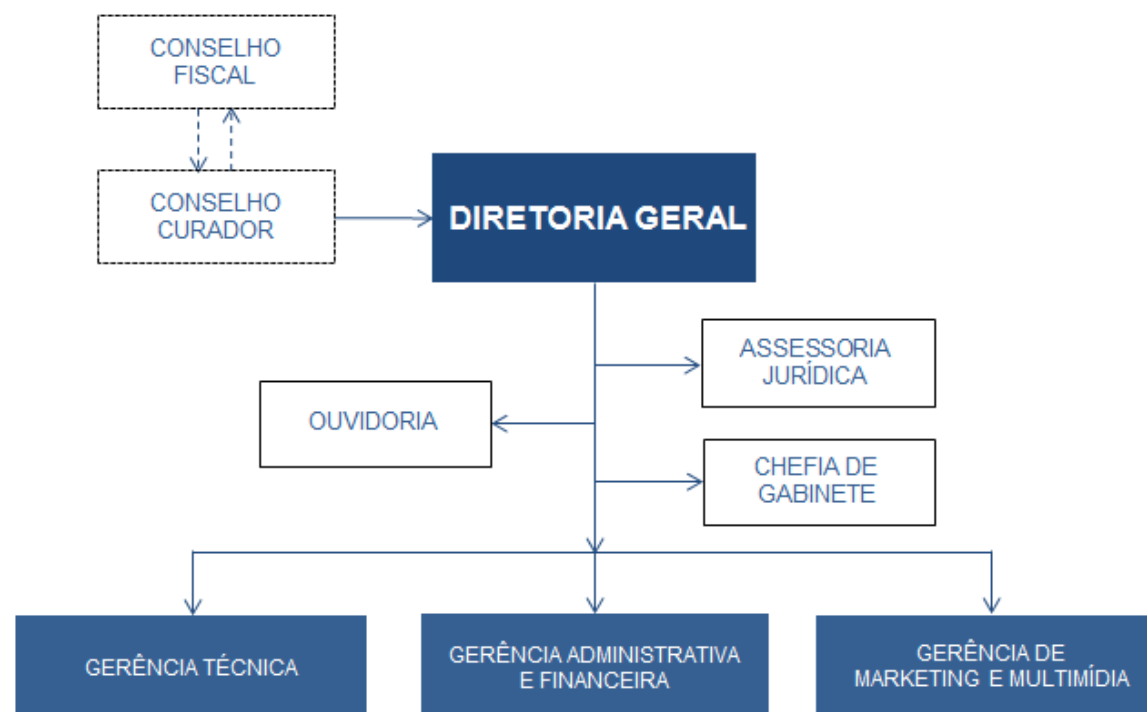 CONSELHO
FISCAL
CONSELHO
CURADOR
DIRETORIA GERAL
ASSESSORIA
JURÍDICA
OUVIDORIA
CHEFIA DE
GABINETE
GERÊNCIA TÉCNICA
GERÊNCIA ADMINISTRATIVA
E FINANCEIRA
GERÊNCIA DE
MARKETING E MULTIMÍDIA